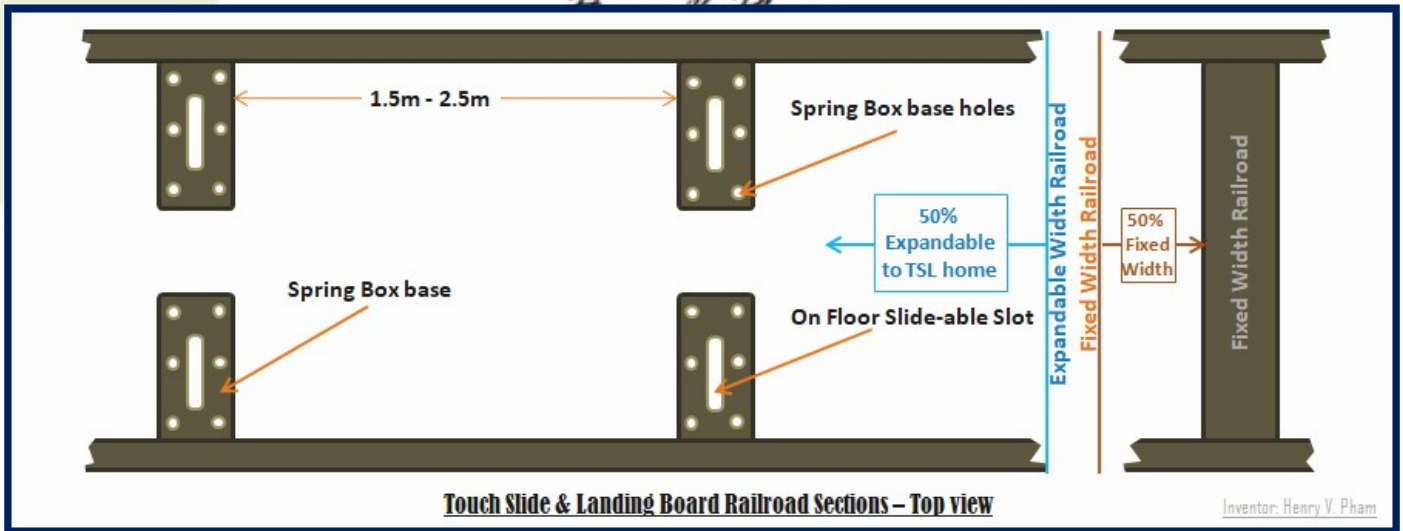 1.5m - 2.5m
Spring Box base holes
50%
Expandable
to TSL home
Expandable Width Railroad
Fixed Width Railroad
50%
Fixed
Width
Fixed Width Railroad
Spring Box base
On Floor Slide-able Slot
Touch Slide & Landing Board Railroad Sections – Top view
Inventor: Henry V. Pham